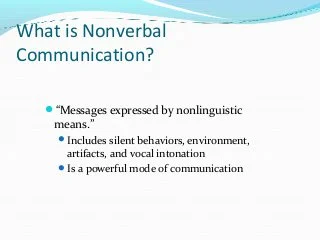 What is Nonverbal
Communication?
“Messages expressed by nonlinguistic
means.”
Includes silent behaviors, environment,
artifacts, and vocal intonation
Is a powerful mode of communication